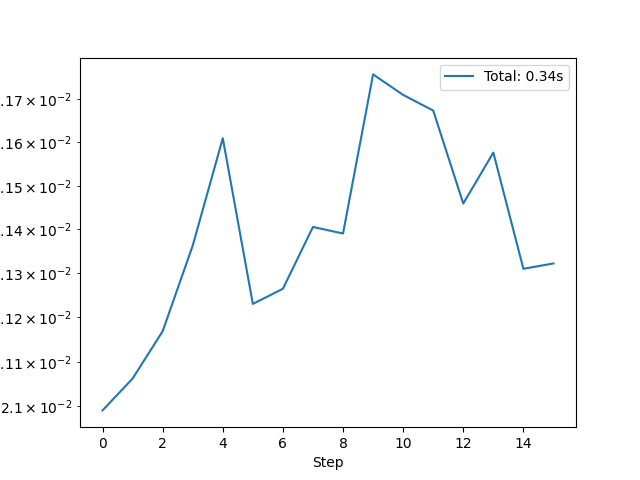 Total: 0.34s
.17 × 10⁻²
.16 × 10⁻²
.15 × 10⁻²
.14 × 10⁻²
.13 × 10⁻²
.12 × 10⁻²
.11 × 10⁻²
2.1 × 10⁻²
0 2 4 6 8 10 12 14
Step